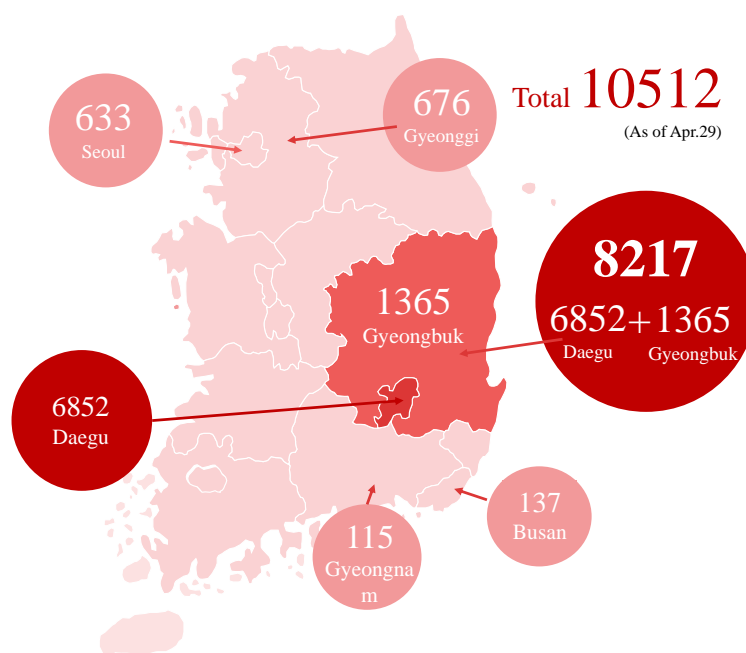 Total 10512
(As of Apr.29)
633
Seoul
676
Gyeonggi
8217
6852+1365
Daegu Gyeongbuk
1365
Gyeongbuk
6852
Daegu
137
Busan
115
Gyeongna
m